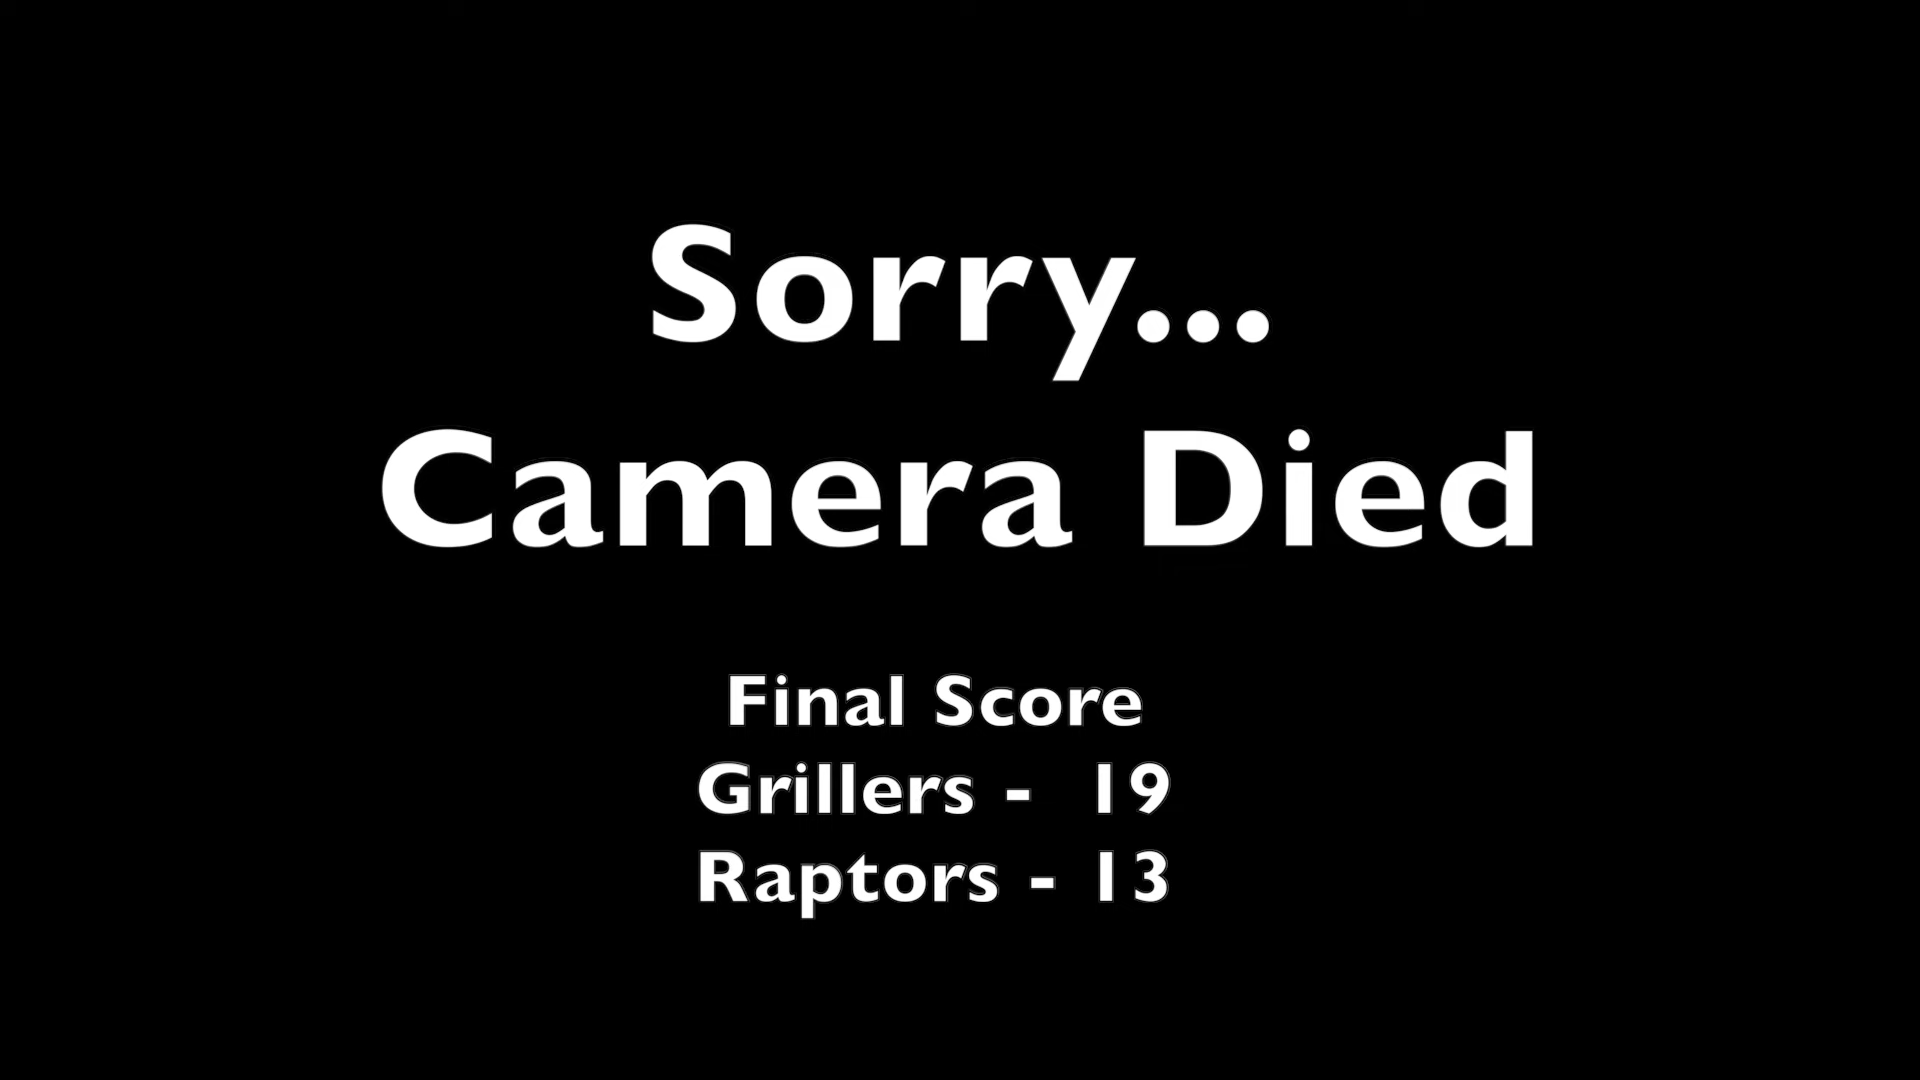 Sorry...
Camera Died
Final Score
Grillers -  19
Raptors - 13